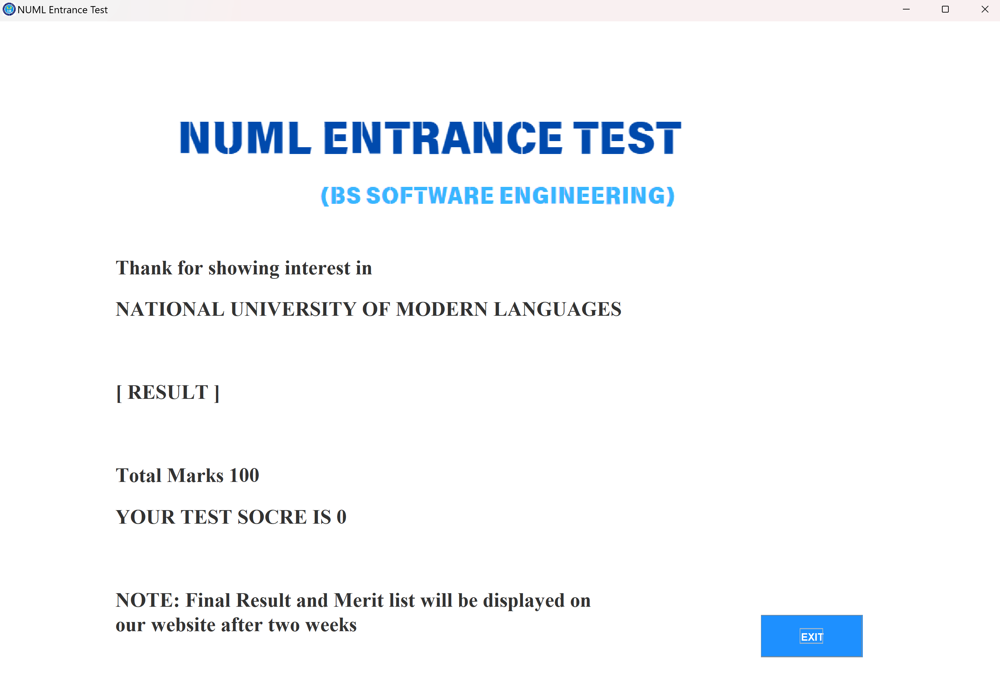 NUML Entrance Test
NUML ENTRANCE TEST
(BS SOFTWARE ENGINEERING)
Thank for showing interest in
NATIONAL UNIVERSITY OF MODERN LANGUAGES
[ RESULT ]
Total Marks 100
YOUR TEST SOCRE IS 0
NOTE: Final Result and Merit list will be displayed on
our website after two weeks
EXIT